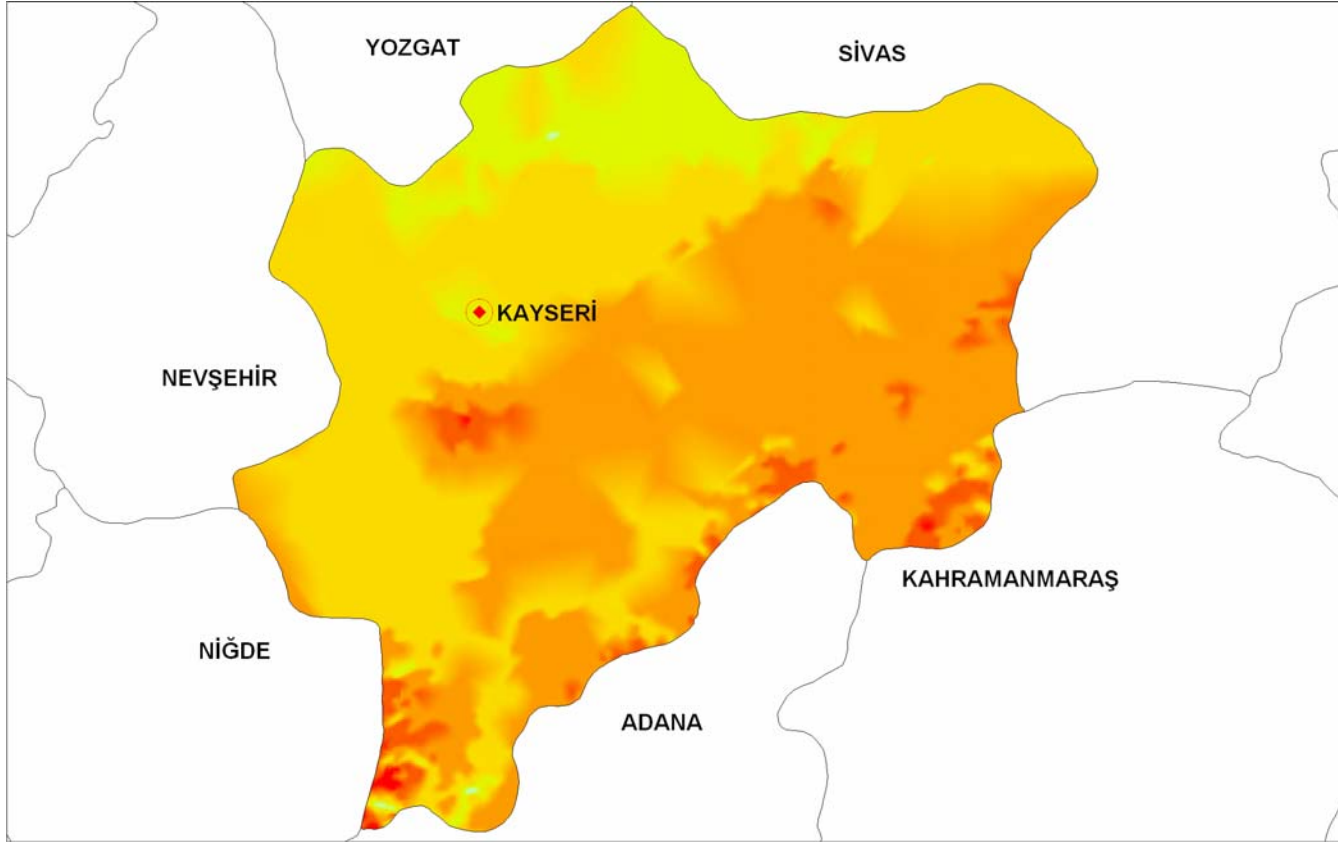 YOZGAT
SİVAS
KAYSERİ
NEVŞEHİR
KAHRAMANMARAŞ
NİĞDE
ADANA